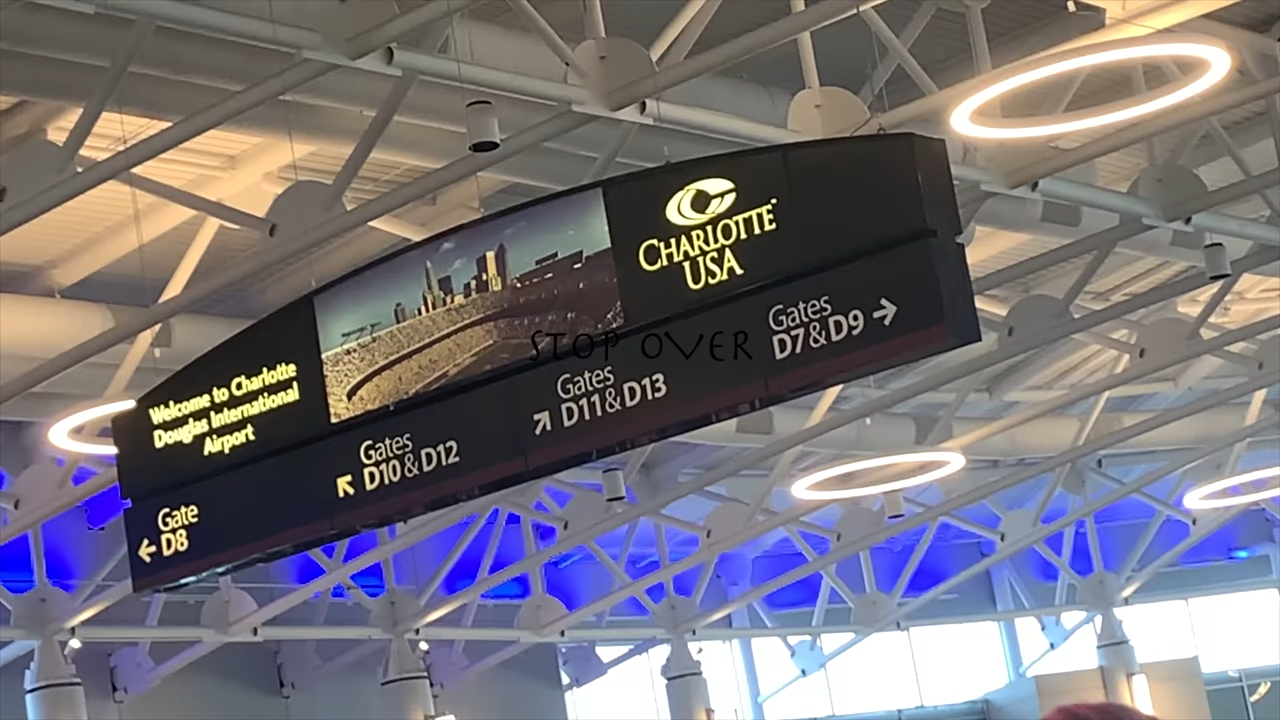 CHARLOTTE™
USA
Welcome to Charlotte
Douglas International
Airport
STOP OVER
Gates
D7&D9 →
Gates
↗ D11&D13
Gates
↖ D10&D12
Gate
← D8